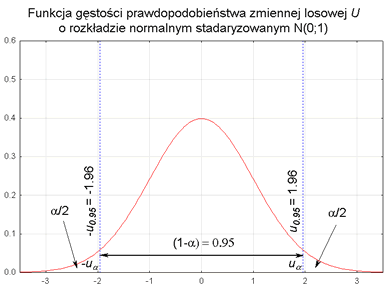 Funkcja gęstości prawdopodobieństwa zmiennej losowej U
o rozkładzie normalnym stadaryzowanym N(0;1)
0.6
0.5
0.4
0.3
0.2
0.1
0.0
-u0.95 = -1.96
u0.95 = 1.96
α/2
α/2
(1-α) = 0.95
-uα
uα
-3
-2
-1
0
1
2
3